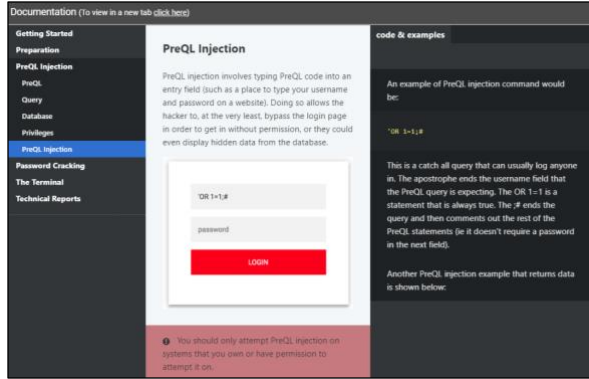 Documentation (To view in a new tab click here)
Getting Started
Preparation
PreQL Injection
PreQL
Query
Database
Privileges
PreQL Injection
Password Cracking
The Terminal
Technical Reports
PreQL Injection
PreQL injection involves typing PreQL code into an
entry field (such as a place to type your username
and password on a website). Doing so allows the
hacker to, at the very least, bypass the login page
in order to get in without permission, or they could
even display hidden data from the database.
'OR 1=1;#
password
LOGIN
You should only attempt PreQL injection on
systems that you own or have permission to
attempt it on.
code & examples
An example of PreQL injection command would
be:
'OR 1=1;#
This is a catch all query that can usually log anyone
in. The apostrophe ends the username field that
the PreQL query is expecting. The OR 1=1 is a
statement that is always true. The ;# ends the
query and then comments out the rest of the
PreQL statements (ie it doesn't require a password
in the next field).
Another PreQL injection example that returns data
is shown below: